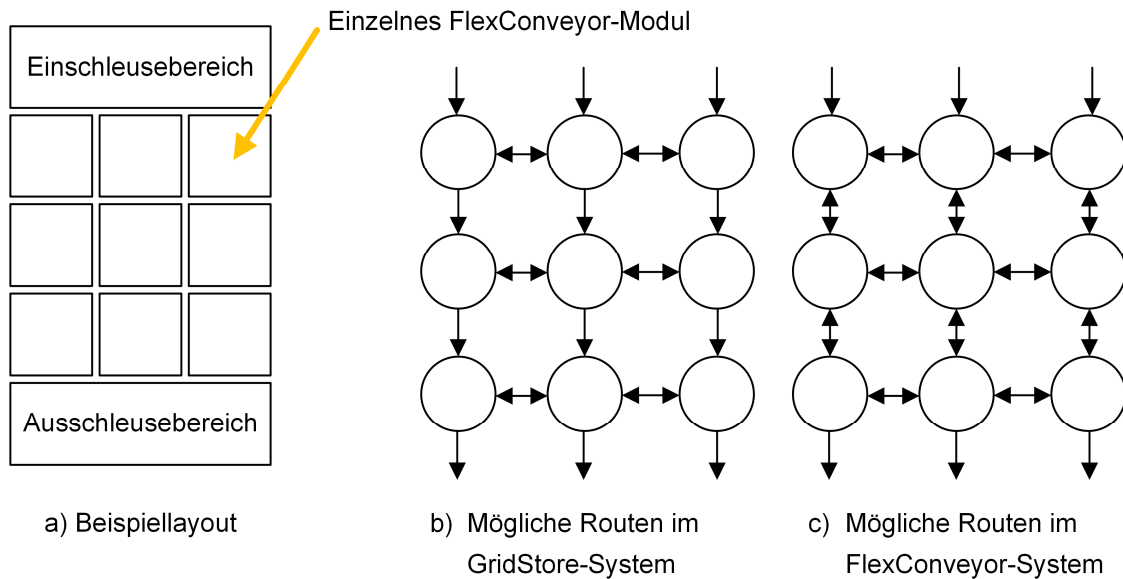 Einzelnes FlexConveyor-Modul
Einschleusebereich
Ausschleusebereich
a) Beispiellayout
b) Mögliche Routen im
GridStore-System
c) Mögliche Routen im
FlexConveyor-System